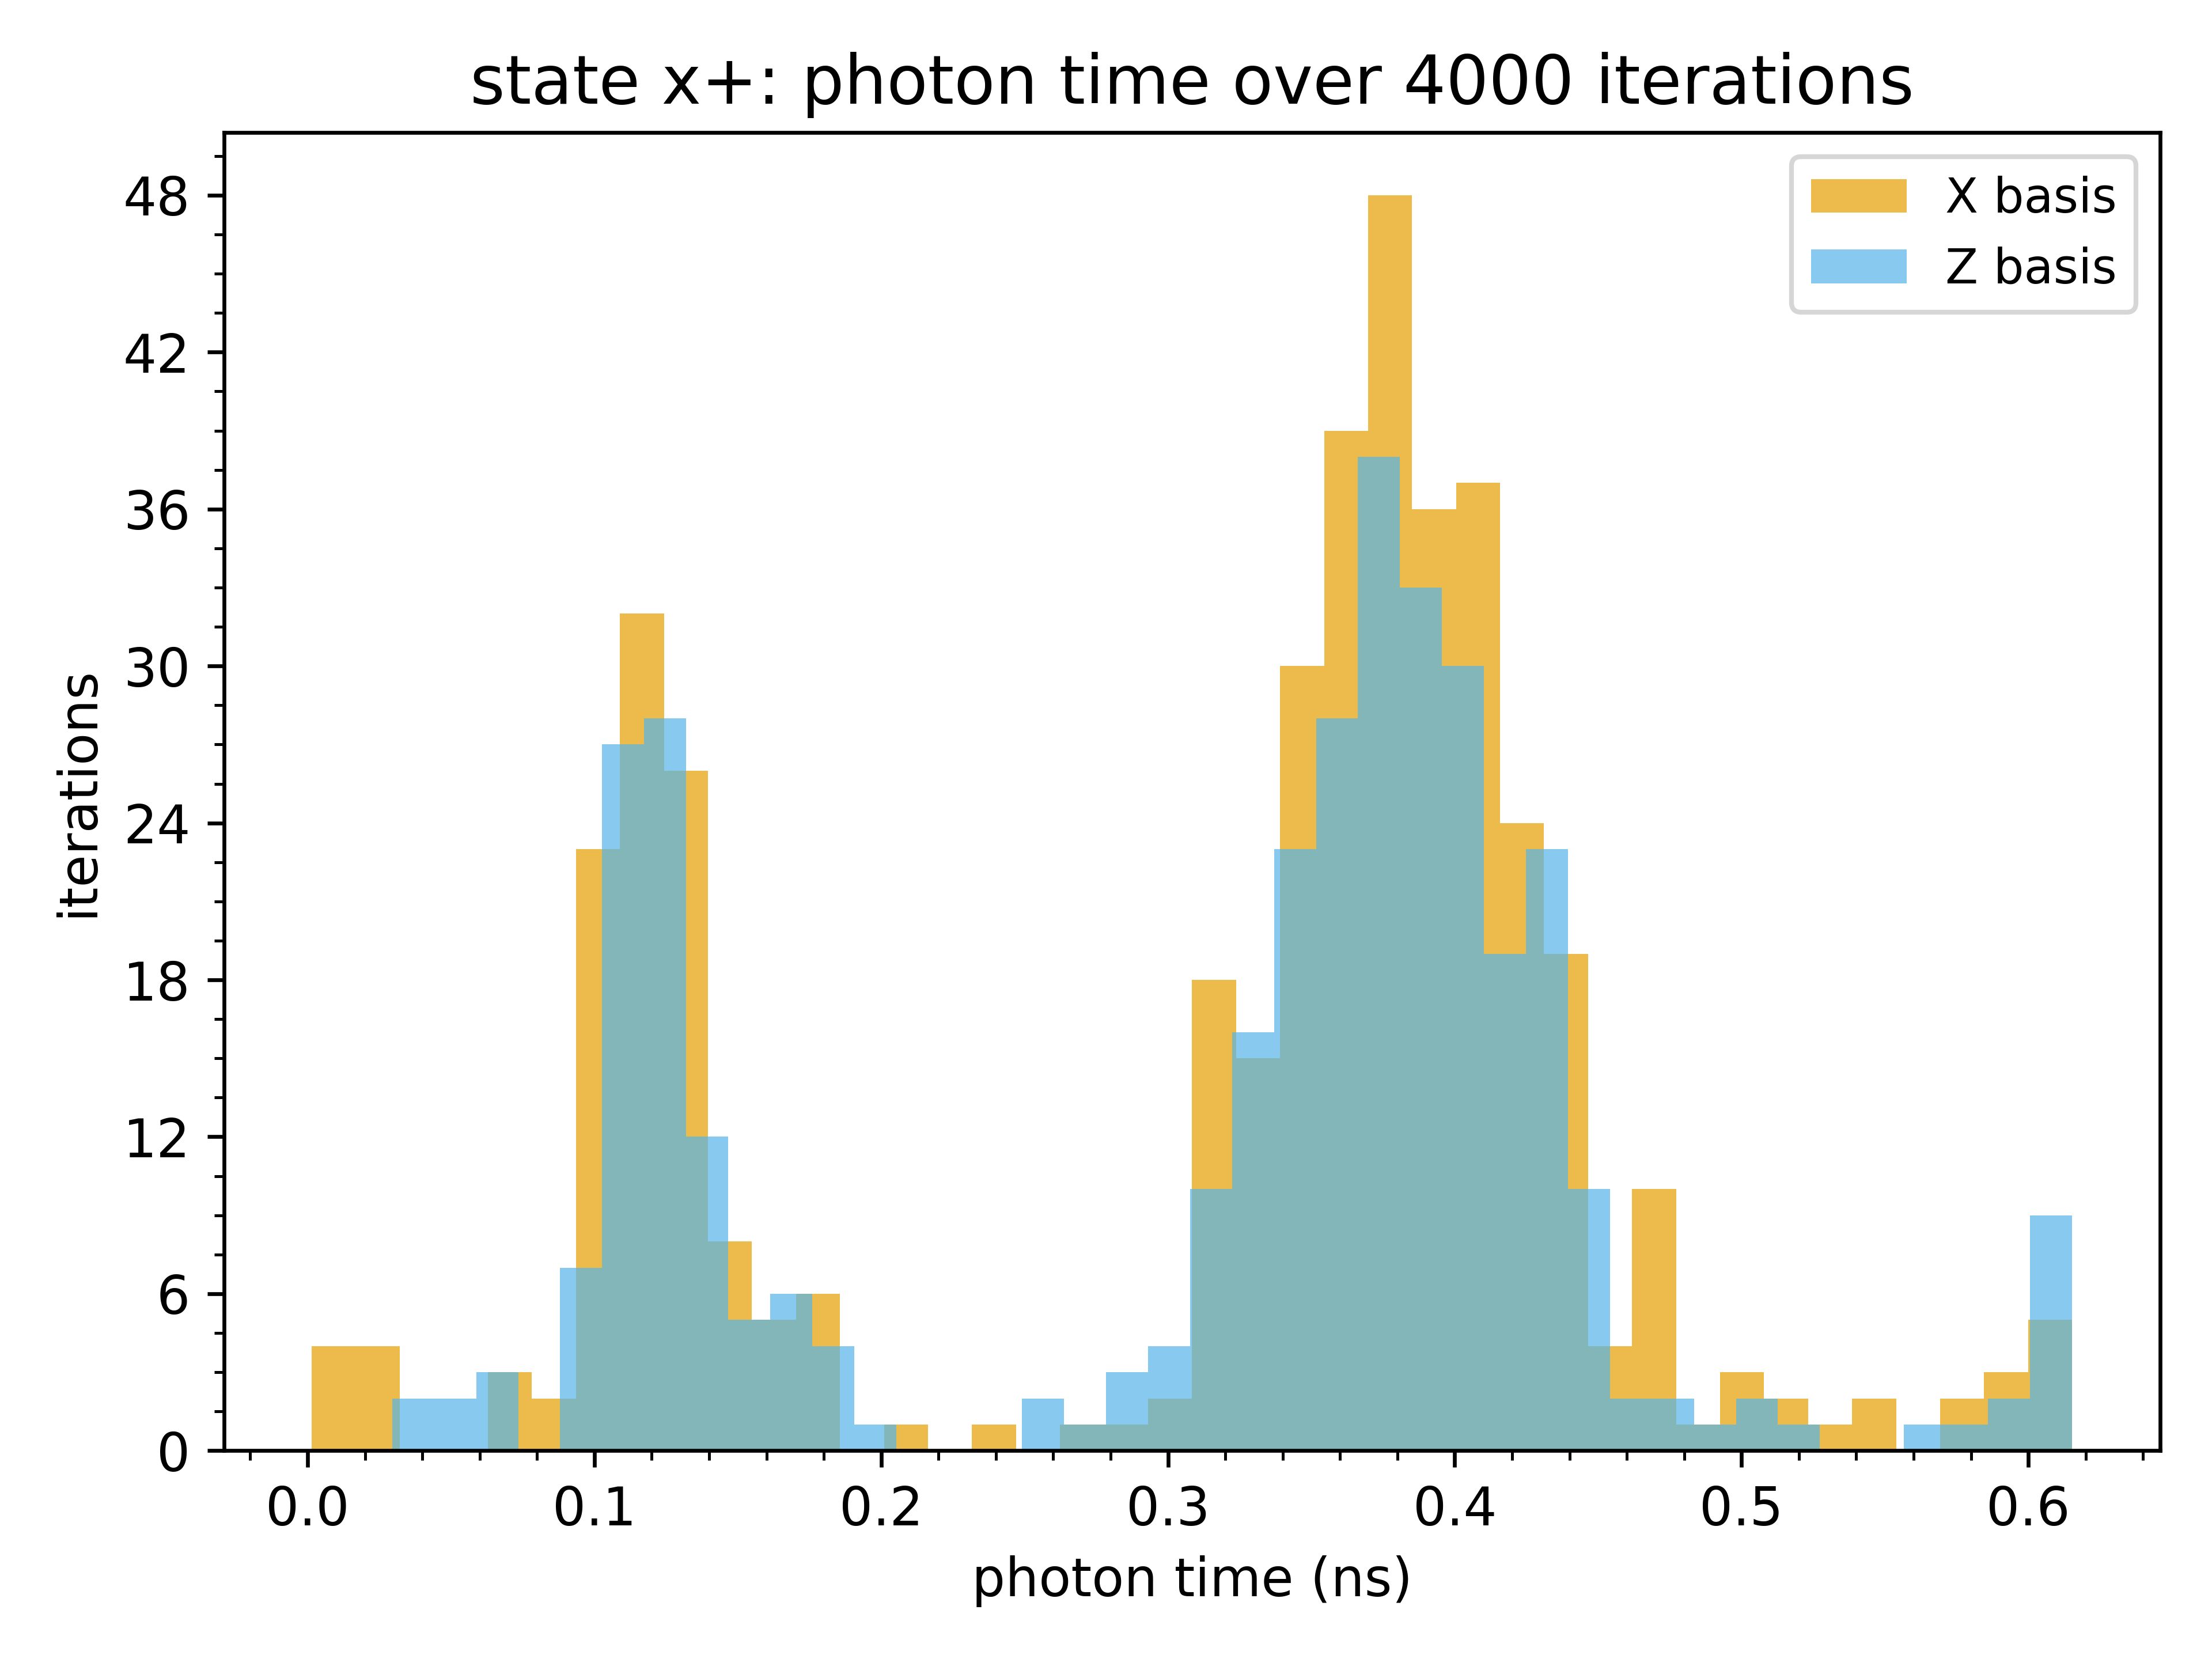 state x+: photon time over 4000 iterations
X basis
Z basis
48
42
36
30
24
18
12
6
0
iterations
0.0 0.1 0.2 0.3 0.4 0.5 0.6
photon time (ns)